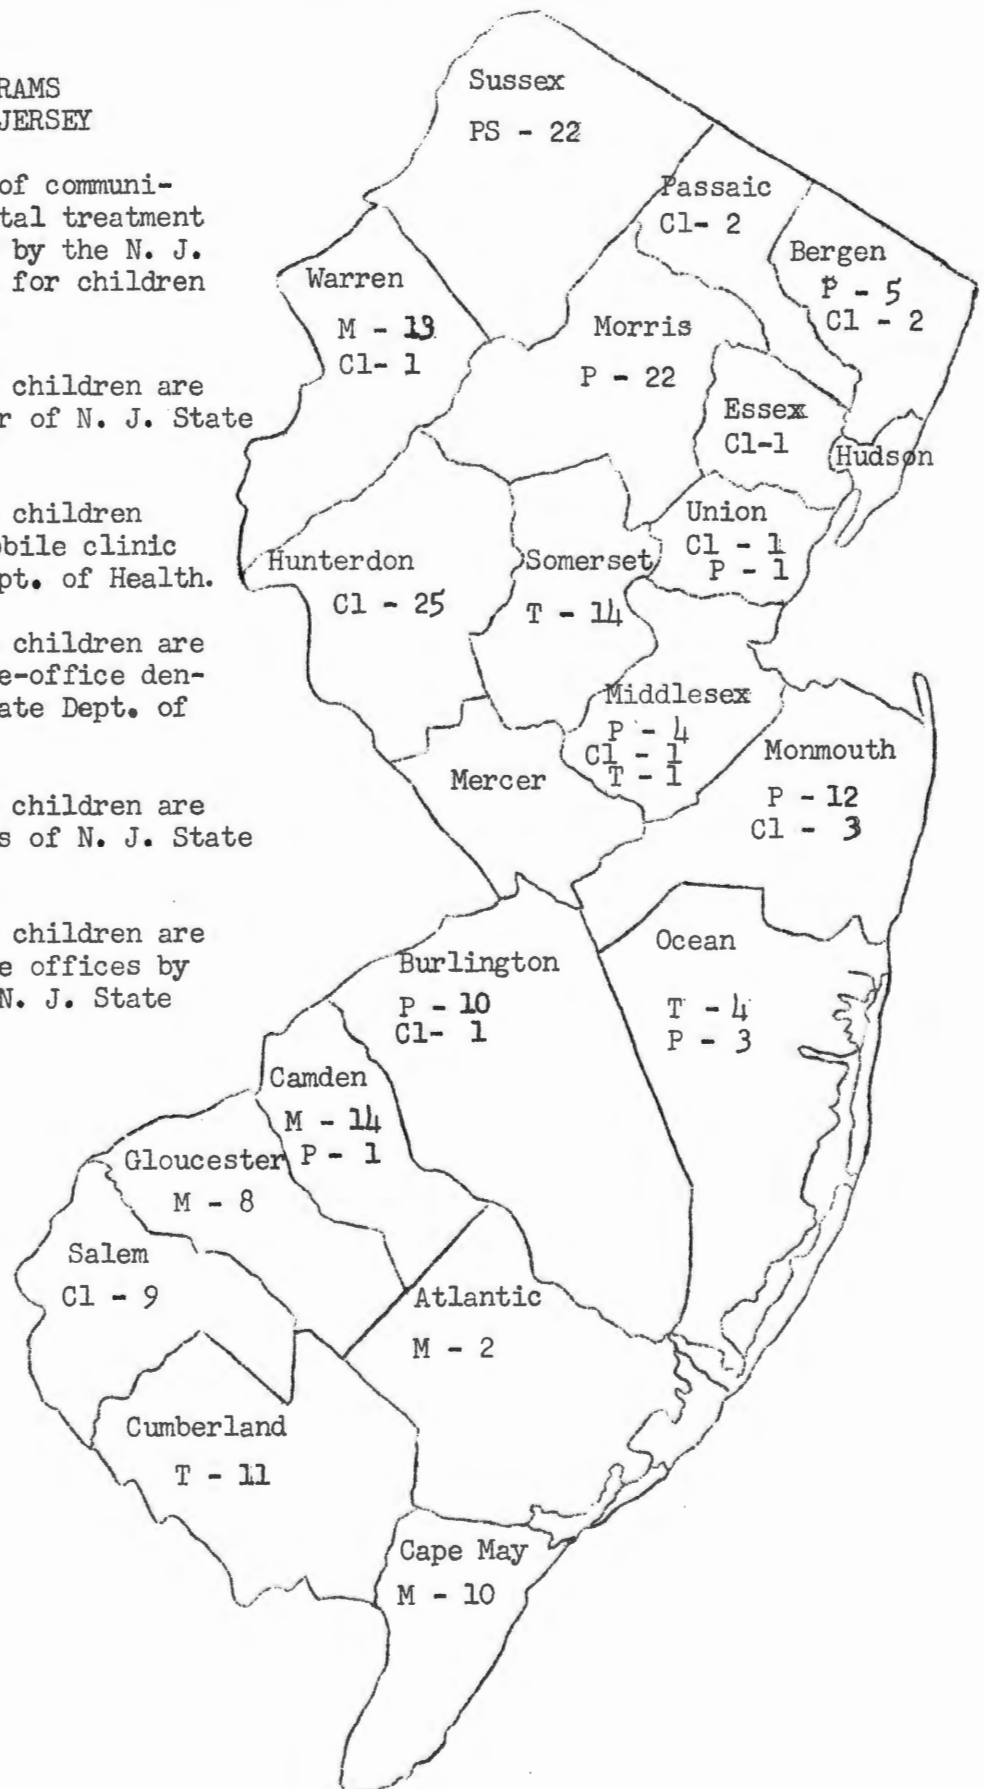 RAMS
JERSEY
of communi-
tal treatment
by the N. J.
for children
children are
r of N. J. State
children
obile clinic
pt. of Health.
children are
e-office den-
ate Dept. of
children are
s of N. J. State
children are
e offices by
N. J. State
Sussex
PS - 22
Passaic
Cl- 2
Bergen
P - 5
Cl - 2
Warren
M - 13
Cl- 1
Morris
P - 22
Essex
Cl-1
Hudson
Union
Cl - 1
P - 1
Hunterdon
Cl - 25
Somerset
T - 14
Middlesex
P - 4
Cl - 1
T - 1
Mercer
Monmouth
P - 12
Cl - 3
Burlington
P - 10
Cl- 1
Ocean
T - 4
P - 3
Camden
M - 14
P - 1
Gloucester
M - 8
Salem
Cl - 9
Atlantic
M - 2
Cumberland
T - 11
Cape May
M - 10